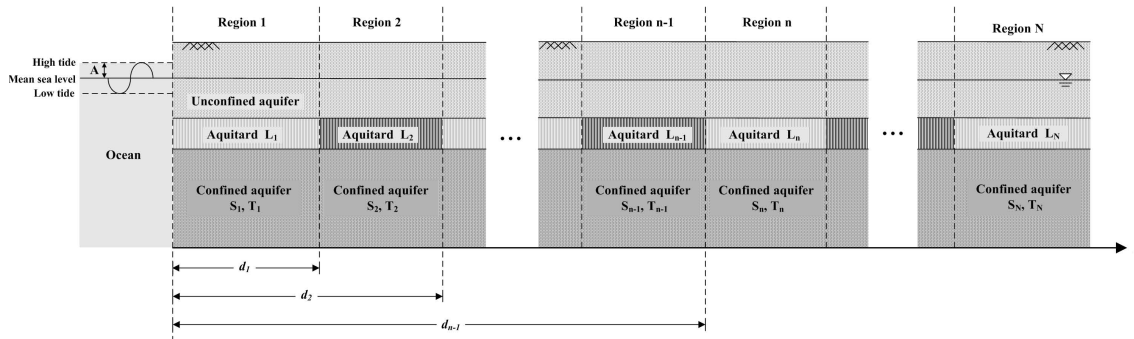 Region 1
Region 2
Region n-1
Region n
Region N
High tide
A
Mean sea level
Low tide
Unconfined aquifer
Aquitard L1
Aquitard L2
...
Aquitard Ln-1
Aquitard Ln
...
Aquitard LN
Ocean
Confined aquifer
S1, T1
Confined aquifer
S2, T2
Confined aquifer
Sn-1, Tn-1
Confined aquifer
Sn, Tn
Confined aquifer
SN, TN
d1
d2
dn-1